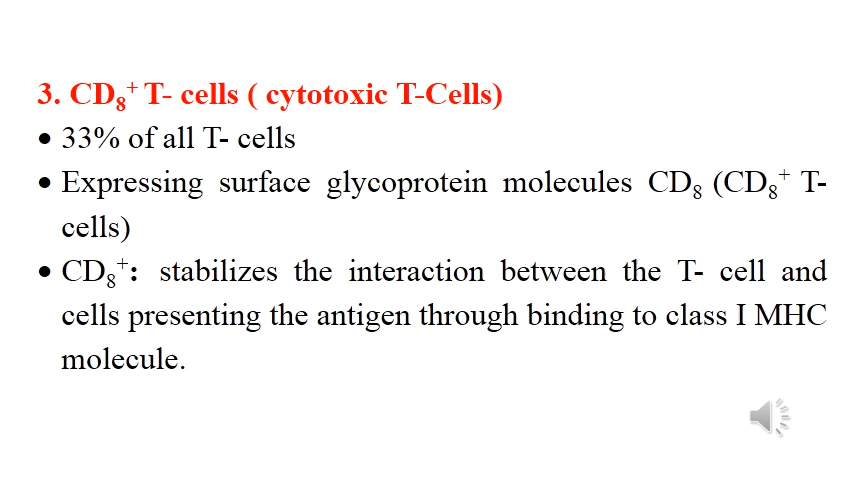 3. CD₈⁺ T- cells ( cytotoxic T-Cells)
• 33% of all T- cells
• Expressing surface glycoprotein molecules CD₈ (CD₈⁺ T-
cells)
• CD₈⁺: stabilizes the interaction between the T- cell and
cells presenting the antigen through binding to class I MHC
molecule.